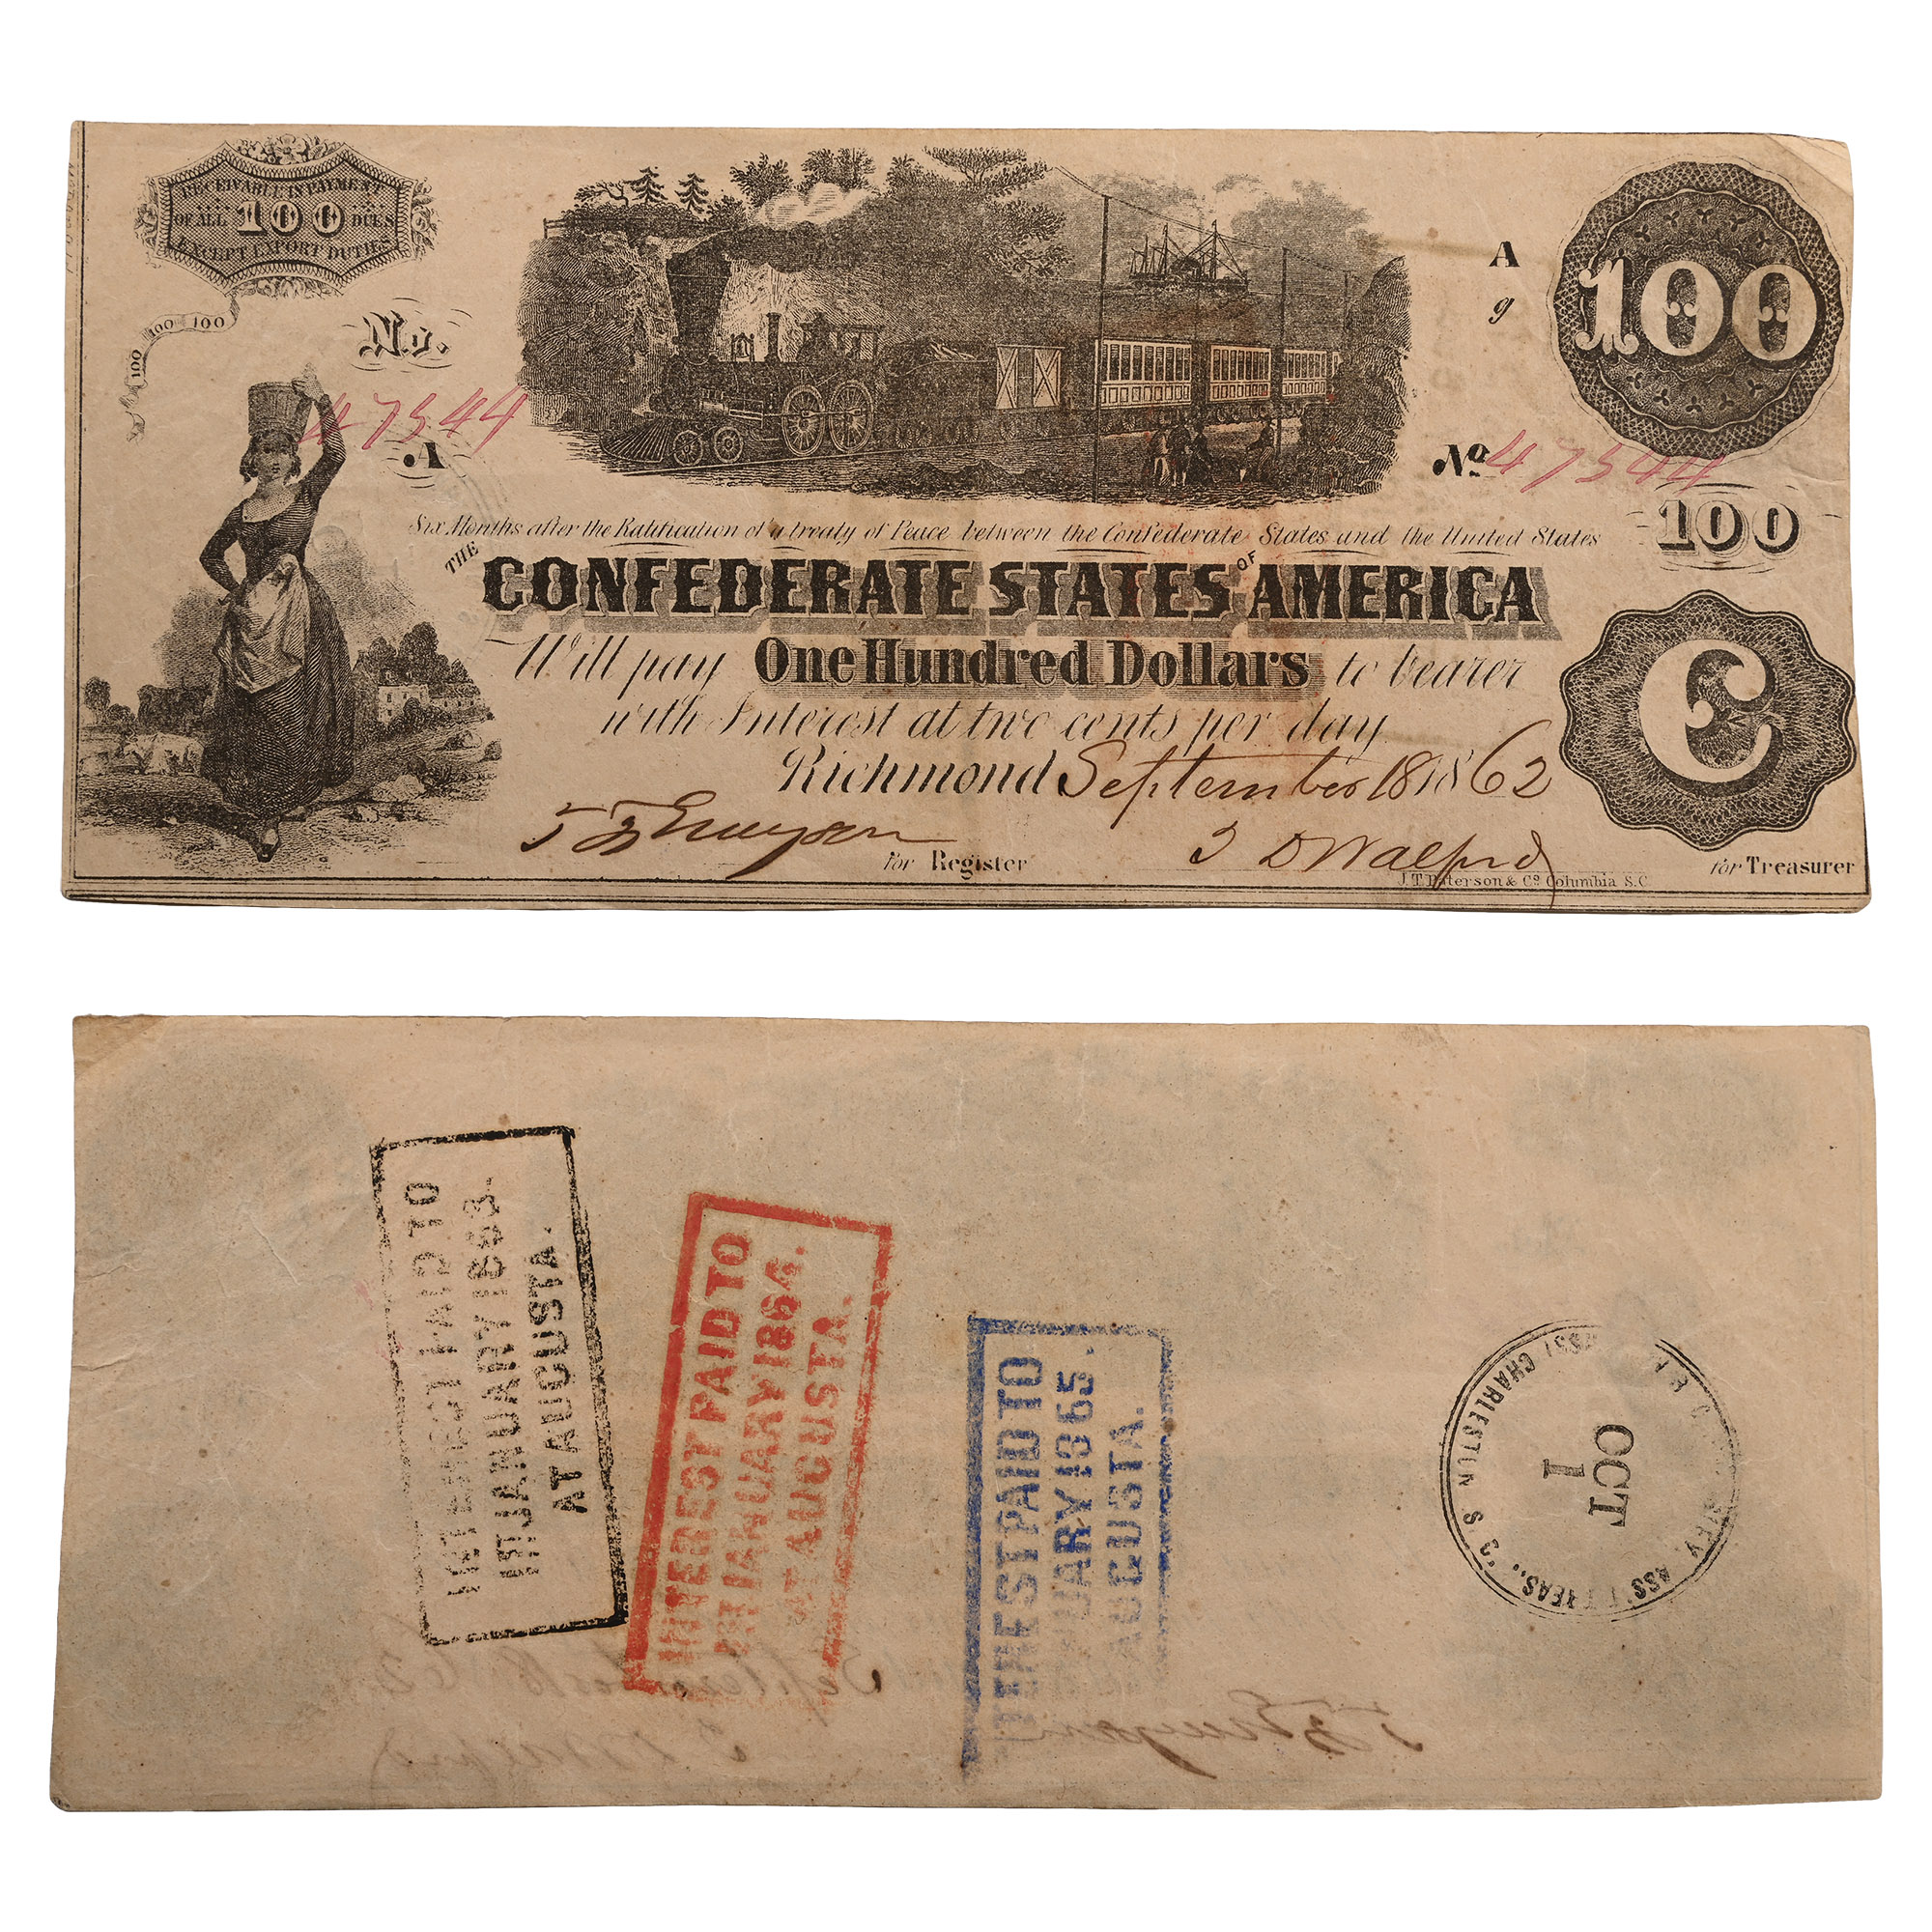 RECEIVABLE IN PAYMENT
OF ALL 100 DUES
EXCEPT EXPORT DUTIES
100 100 100
No.
47544
.A
A
9
100
No 47544
100
Six Months after the Ratification of a treaty of Peace between the Confederate States and the United States
THE CONFEDERATE STATES OF AMERICA
Will pay One Hundred Dollars to bearer
with Interest at two cents per day
Richmond September 18 1862
C
for Register
J D Walford
for Treasurer
J.T. Paterson & Co Columbia S.C
INTEREST PAID TO
1ST JANUARY 1863.
AT AUGUSTA.
INTEREST PAID TO
1ST JANUARY 1864.
AT AUGUSTA.
INTEREST PAID TO
JANUARY 1865.
AUGUSTA.
ASS'T TREAS., C.S.
CHARLESTON S
OCT
1